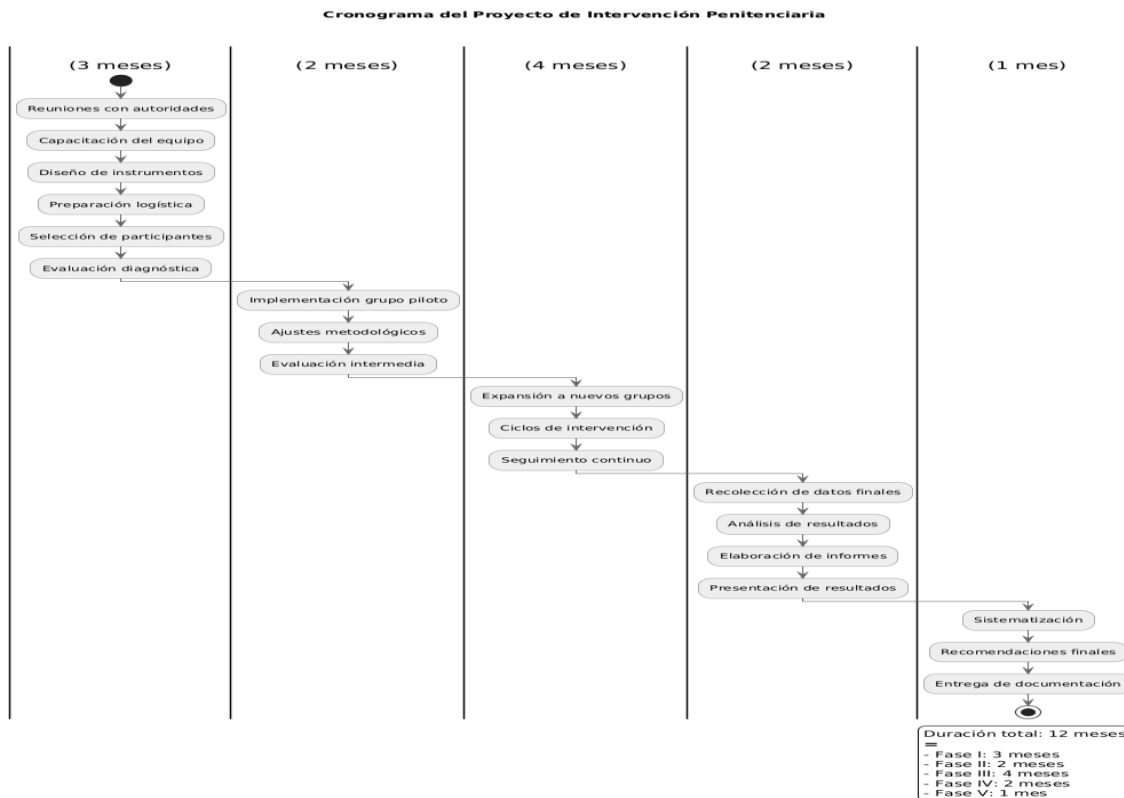 Cronograma del Proyecto de Intervención Penitenciaria
(3 meses)
(2 meses)
(4 meses)
(2 meses)
(1 mes)
Reuniones con autoridades
Capacitación del equipo
Diseño de instrumentos
Preparación logística
Selección de participantes
Evaluación diagnóstica
Implementación grupo piloto
Ajustes metodológicos
Evaluación intermedia
Expansión a nuevos grupos
Ciclos de intervención
Seguimiento continuo
Recolección de datos finales
Análisis de resultados
Elaboración de informes
Presentación de resultados
Sistematización
Recomendaciones finales
Entrega de documentación
Duración total: 12 meses
=
- Fase I: 3 meses
- Fase II: 2 meses
- Fase III: 4 meses
- Fase IV: 2 meses
- Fase V: 1 mes